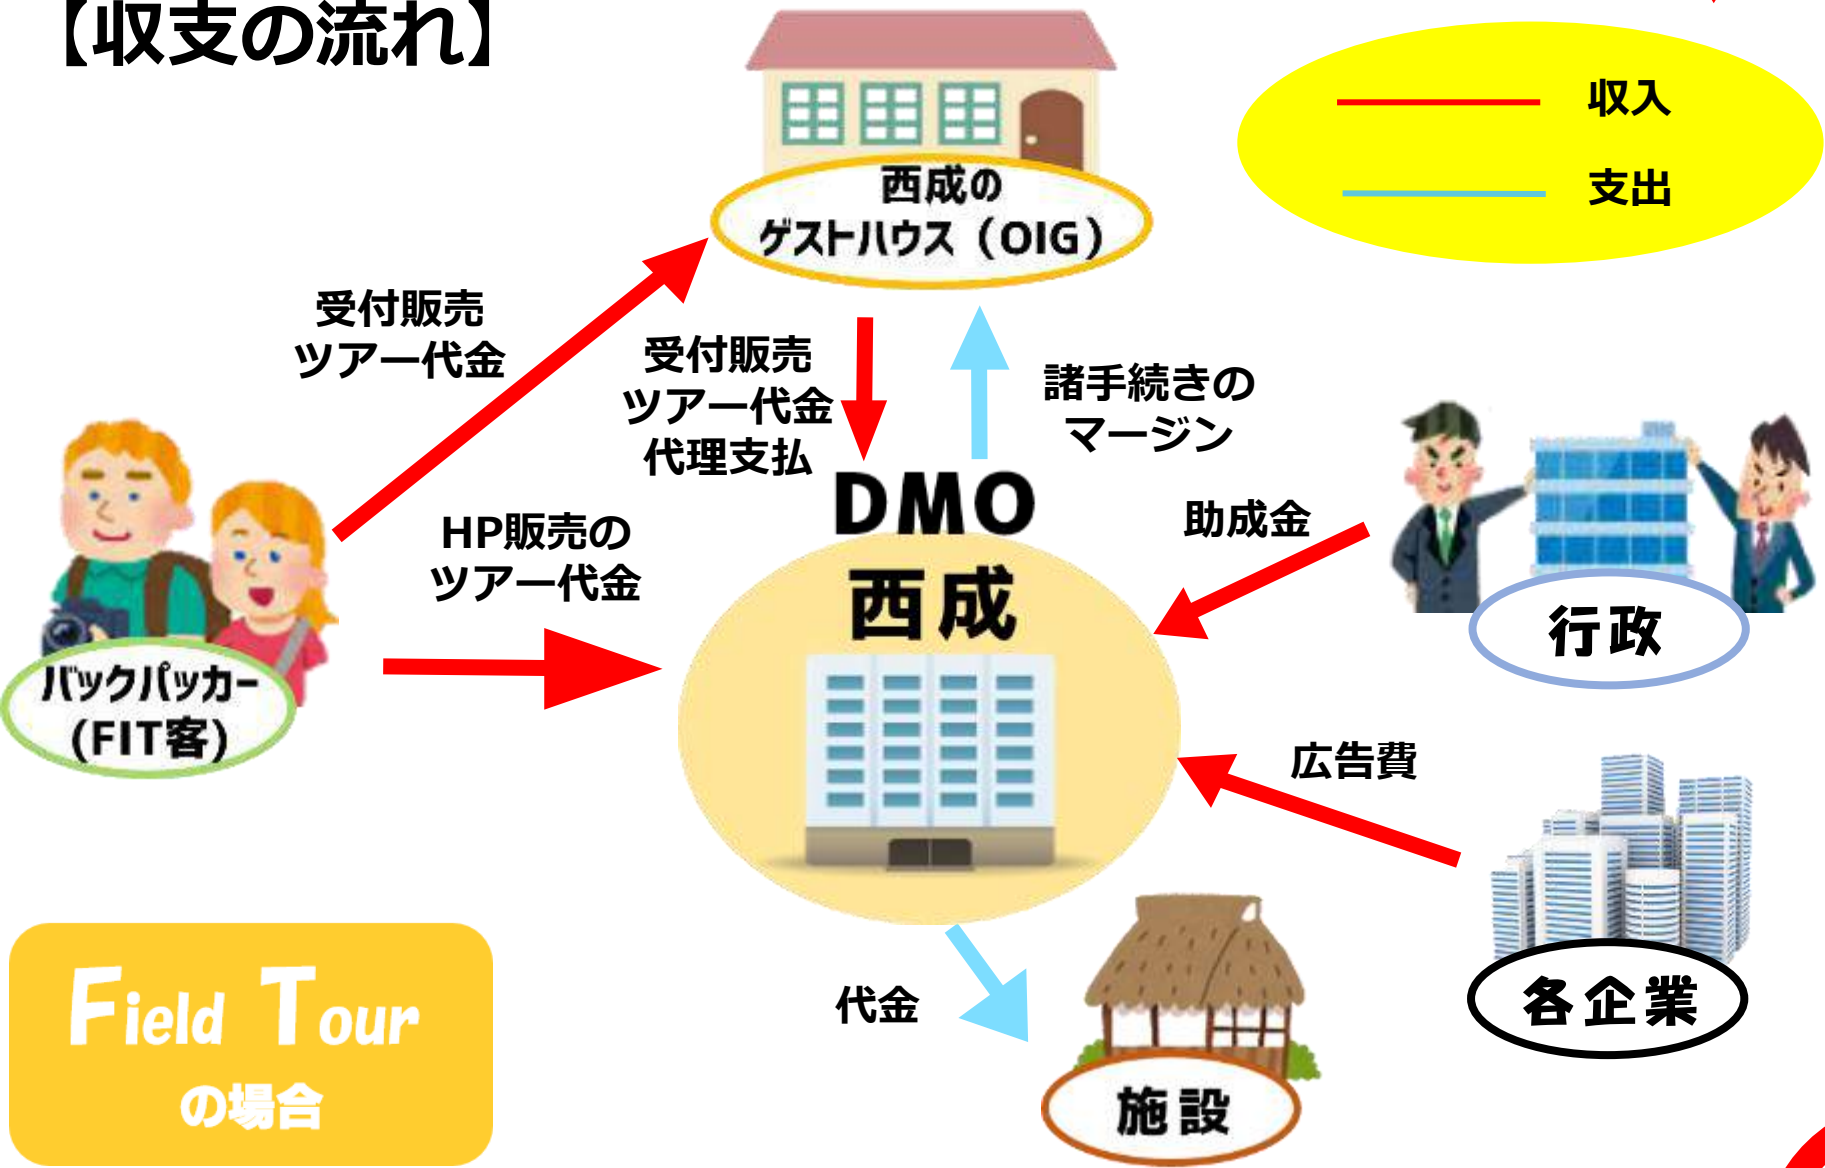 【収支の流れ】
収入
支出
西成の
ゲストハウス（OIG）
受付販売
ツアー代金
受付販売
ツアー代金
代理支払
諸手続きの
マージン
HP販売の
ツアー代金
助成金
DMO
西成
行政
バックパッカー
(FIT客)
広告費
各企業
代金
施設
Field Tour
の場合